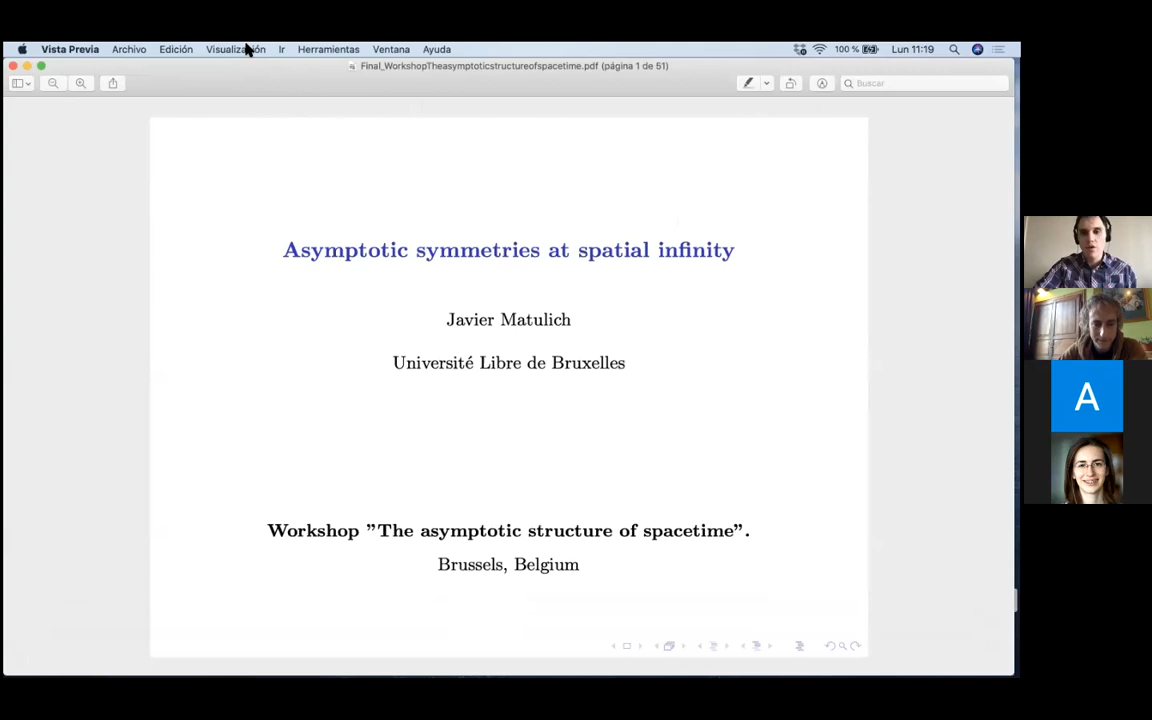 Vista Previa Archivo Edición Visualización Ir Herramientas Ventana Ayuda 100 % Lun 11:19
Final_WorkshopTheasymptoticstructureofspacetime.pdf (página 1 de 51)
Buscar
Asymptotic symmetries at spatial infinity
Javier Matulich
Université Libre de Bruxelles
A
Workshop ”The asymptotic structure of spacetime”.
Brussels, Belgium